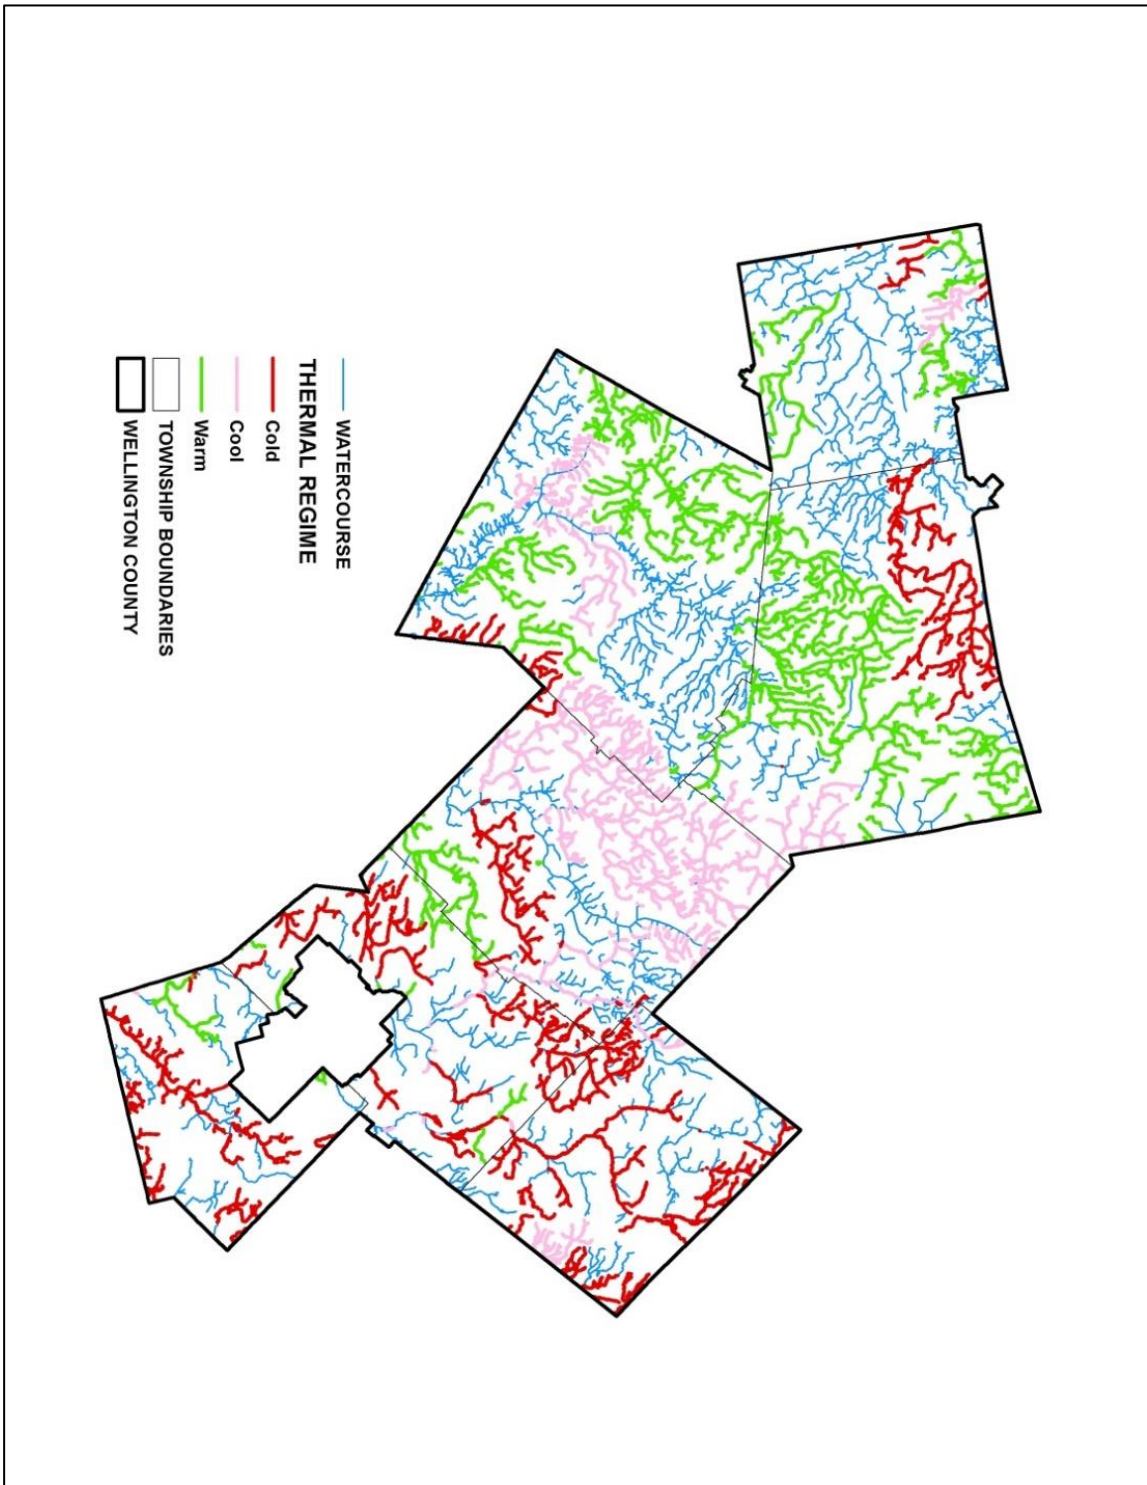 WATERCOURSE
THERMAL REGIME
Cold
Cool
Warm
TOWNSHIP BOUNDARIES
WELLINGTON COUNTY